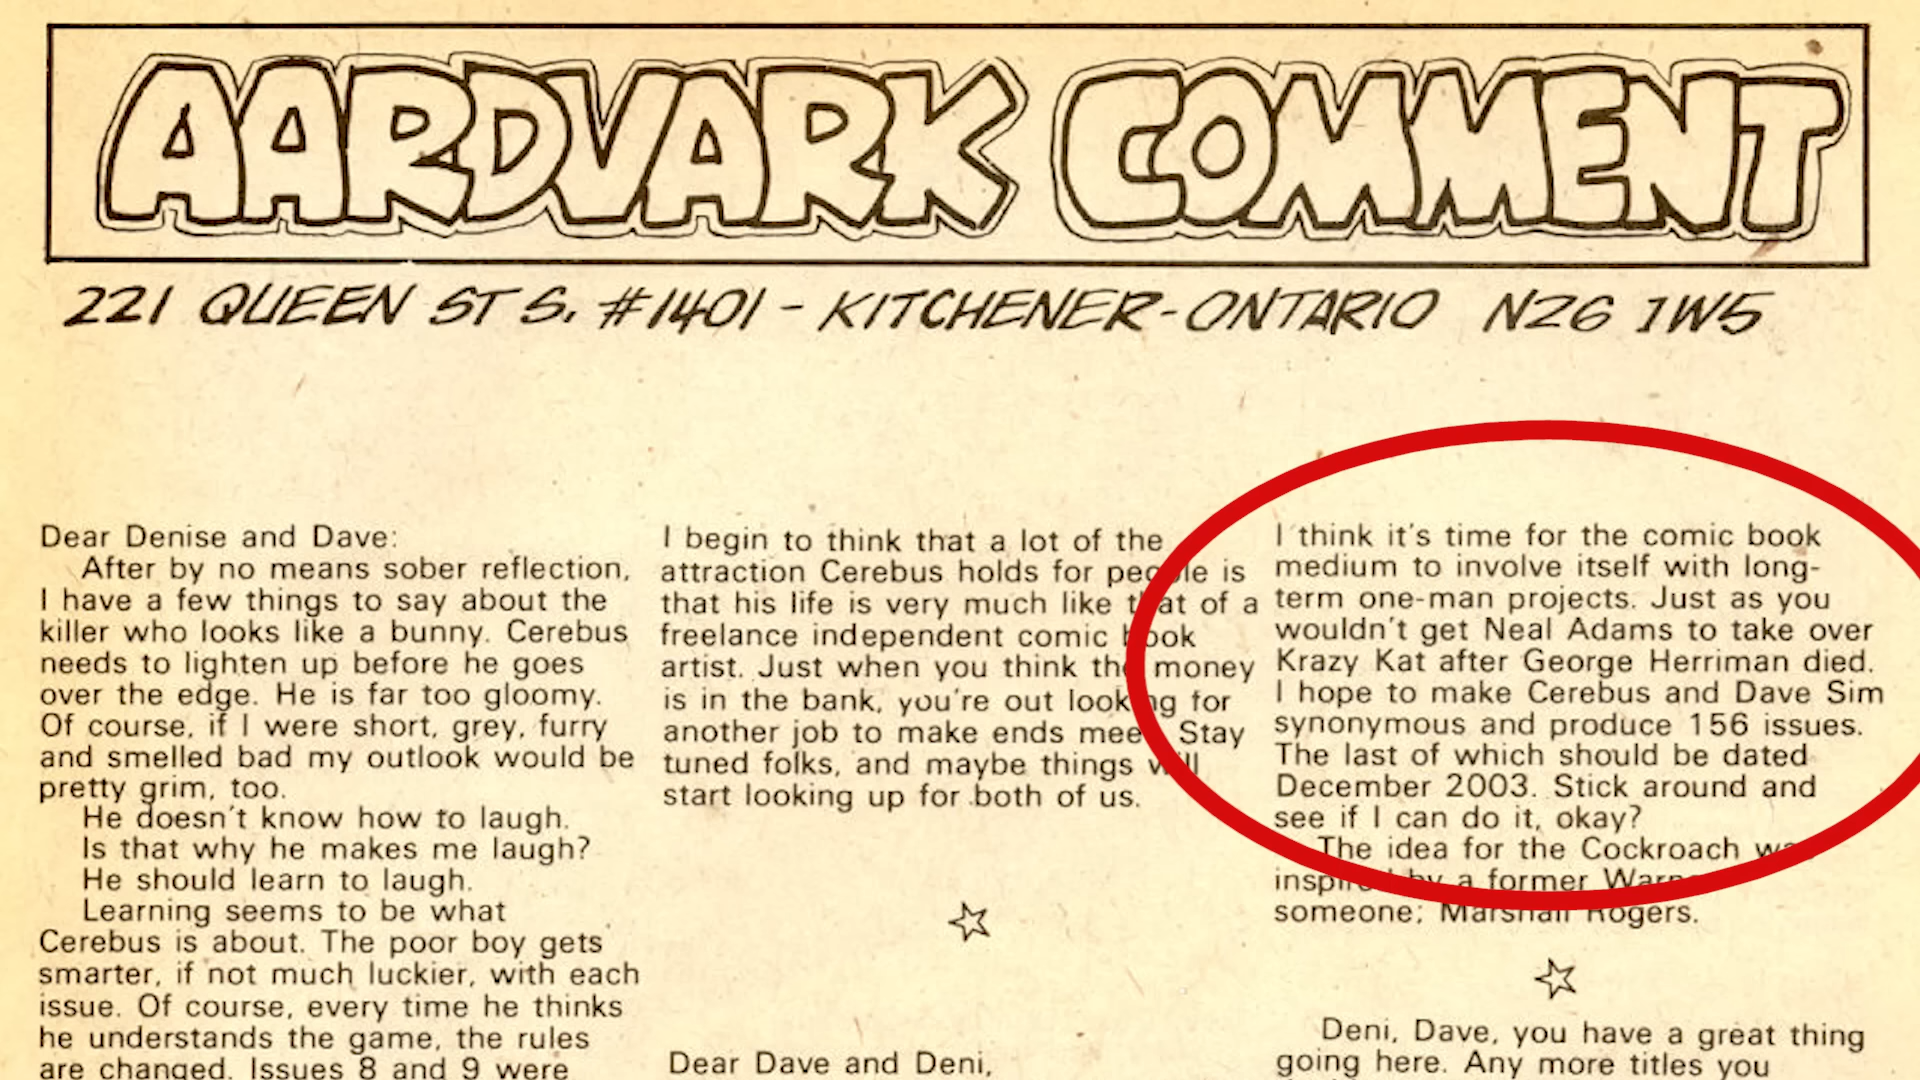 AARDVARK COMMENT
221 QUEEN ST S. #1401 - KITCHENER - ONTARIO N2G 1W5
Dear Denise and Dave:
After by no means sober reflection,
I have a few things to say about the
killer who looks like a bunny. Cerebus
needs to lighten up before he goes
over the edge. He is far too gloomy.
Of course, if I were short, grey, furry
and smelled bad my outlook would be
pretty grim, too.
He doesn't know how to laugh.
Is that why he makes me laugh?
He should learn to laugh.
Learning seems to be what
Cerebus is about. The poor boy gets
smarter, if not much luckier, with each
issue. Of course, every time he thinks
he understands the game, the rules
are changed. Issues 8 and 9 were
I begin to think that a lot of the
attraction Cerebus holds for people is
that his life is very much like that of a
freelance independent comic book
artist. Just when you think the money
is in the bank, you're out looking for
another job to make ends meet. Stay
tuned folks, and maybe things will
start looking up for both of us.
Dear Dave and Deni,
I think it's time for the comic book
medium to involve itself with long-
term one-man projects. Just as you
wouldn't get Neal Adams to take over
Krazy Kat after George Herriman died.
I hope to make Cerebus and Dave Sim
synonymous and produce 156 issues.
The last of which should be dated
December 2003. Stick around and
see if I can do it, okay?
The idea for the Cockroach was
inspired by a former
someone; Marshall Rogers.
Deni, Dave, you have a great thing
going here. Any more titles you